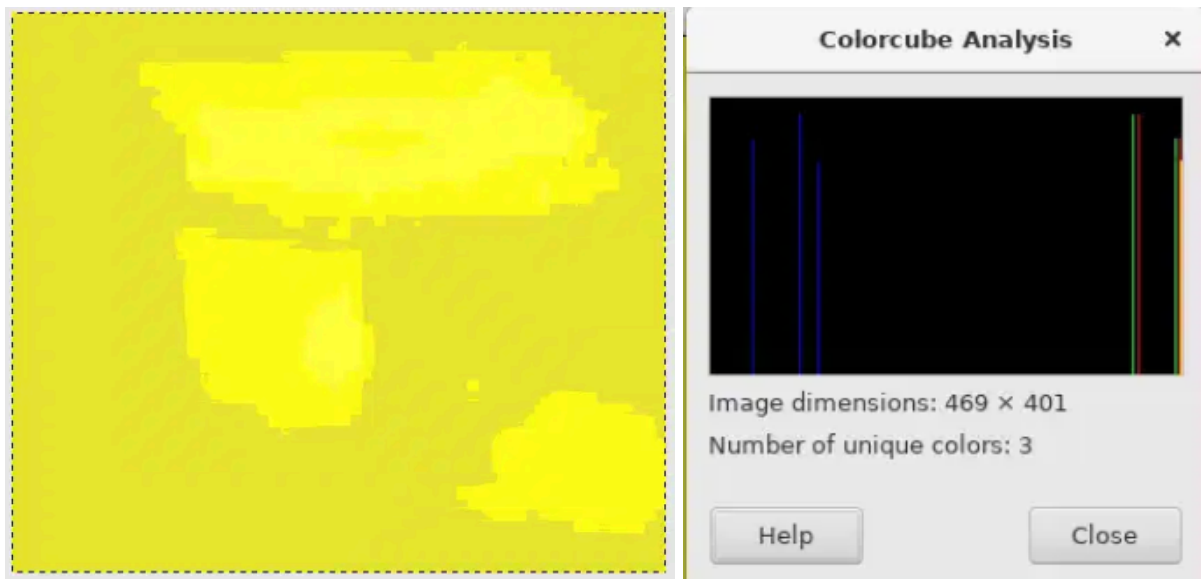 Colorcube Analysis
Image dimensions: 469 × 401
Number of unique colors: 3
Help
Close